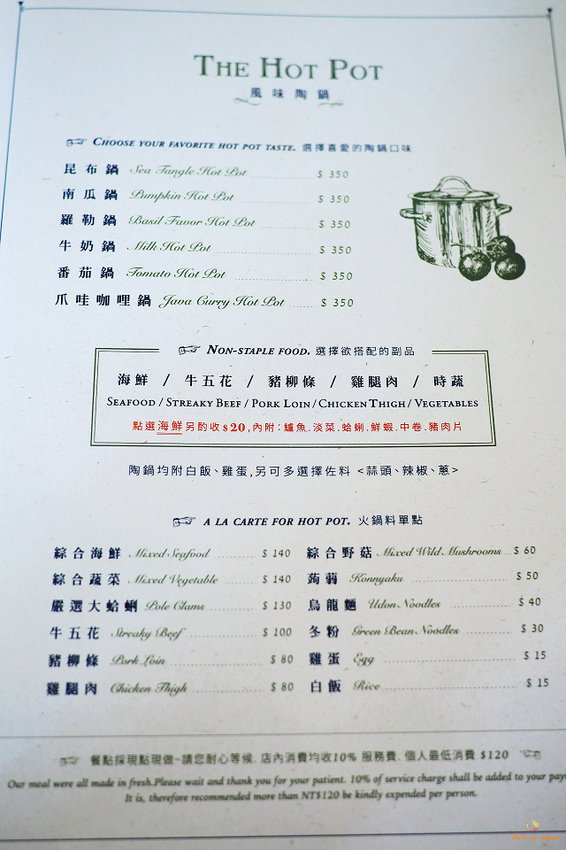 THE HOT POT
風味陶鍋
CHOOSE YOUR FAVORITE HOT POT TASTE. 選擇喜愛的陶鍋口味
昆布鍋 Sea Tangle Hot Pot $ 350
南瓜鍋 Pumpkin Hot Pot $ 350
羅勒鍋 Basil Favor Hot Pot $ 350
牛奶鍋 Milk Hot Pot $ 350
番茄鍋 Tomato Hot Pot $ 350
爪哇咖哩鍋 Java Curry Hot Pot $ 350
NON-STAPLE FOOD. 選擇欲搭配的副品
海鮮 / 牛五花 / 豬柳條 / 雞腿肉 / 時蔬
SEAFOOD / STREAKY BEEF / PORK LOIN / CHICKEN THIGH / VEGETABLES
點選海鮮另酌收$20,內附:鱸魚.淡菜.蛤蜊.鮮蝦.中卷.豬肉片
陶鍋均附白飯、雞蛋,另可多選擇佐料 <蒜頭、辣椒、蔥>
A LA CARTE FOR HOT POT. 火鍋料單點
綜合海鮮 Mixed Seafood $ 140 綜合野菇 Mixed Wild Mushrooms $ 60
綜合蔬菜 Mixed Vegetable $ 140 蒟蒻 Konnyaku $ 50
嚴選大蛤蜊 Pole Clams $ 130 烏龍麵 Udon Noodles $ 40
牛五花 Streaky Beef $ 100 冬粉 Green Bean Noodles $ 30
豬柳條 Pork Loin $ 80 雞蛋 Egg $ 15
雞腿肉 Chicken Thigh $ 80 白飯 Rice $ 15
餐點採現點現做~請您耐心等候. 店內消費均收10% 服務費. 個人最低消費 $120
Our meal were all made in fresh.Please wait and thank you for your patient. 10% of service charge shall be added to your pay
It is, therefore recommended more than NT$120 be kindly expended per person.